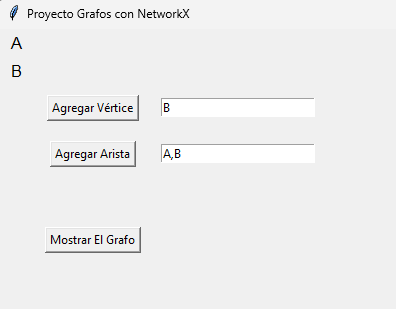 Proyecto Grafos con NetworkX
A
B
Agregar Vértice B
Agregar Arista A,B
Mostrar El Grafo